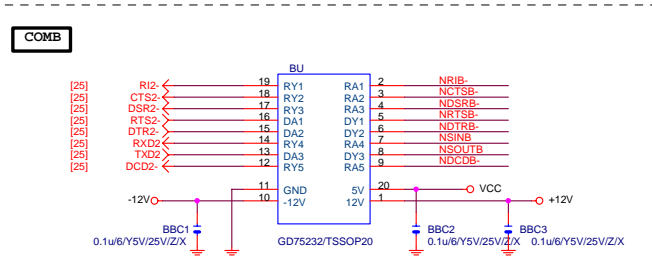 COMB
BU
[25] RI2- 19 RY1 RA1 2 NRIB-
[25] CTS2- 18 RY2 RA2 3 NCTSB-
[25] DSR2- 17 RY3 RA3 4 NDSRB-
[25] RTS2- 16 DA1 DY1 5 NRTSB-
[25] DTR2- 15 DA2 DY2 6 NDTRB-
[25] RXD2 14 RY4 RA4 7 NSINB
[25] TXD2 13 DA3 DY3 8 NSOUTB
[25] DCD2- 12 RY5 RA5 9 NDCDB-
11 GND 5V 20 VCC
-12V 10 -12V 12V 1 +12V
BBC1 BBC2 BBC3
0.1u/6/Y5V/25V/Z/X GD75232/TSSOP20 0.1u/6/Y5V/25V/Z/X 0.1u/6/Y5V/25V/Z/X